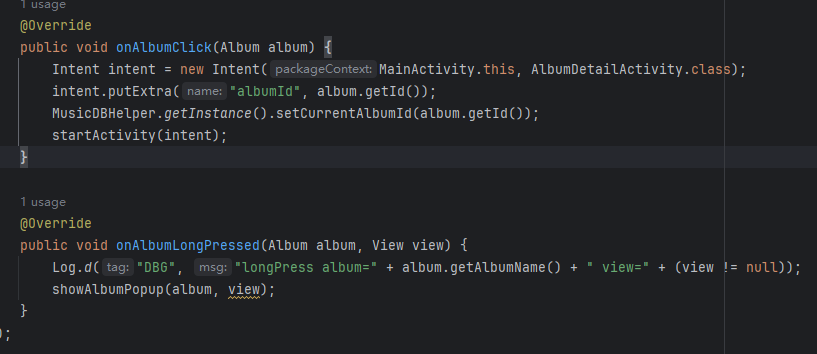 1 usage
@Override
public void onAlbumClick(Album album) {
Intent intent = new Intent( packageContext: MainActivity.this, AlbumDetailActivity.class);
intent.putExtra( name: "albumId", album.getId());
MusicDBHelper.getInstance().setCurrentAlbumId(album.getId());
startActivity(intent);
}
1 usage
@Override
public void onAlbumLongPressed(Album album, View view) {
Log.d( tag: "DBG", msg: "longPress album=" + album.getAlbumName() + " view=" + (view != null));
showAlbumPopup(album, view);
}
);